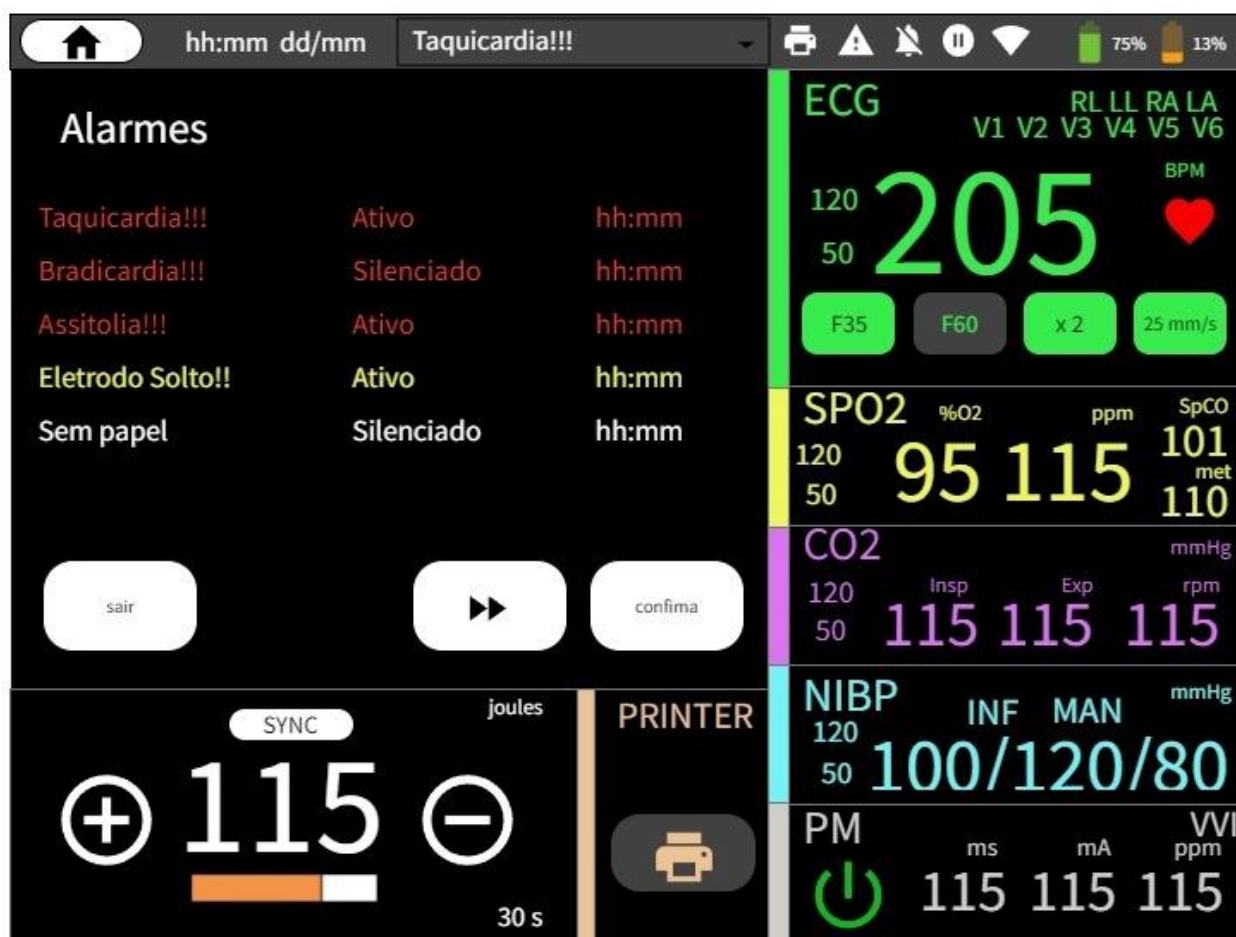 hh:mm dd/mm Taquicardia!!! 75% 13%
Alarmes
Taquicardia!!! Ativo hh:mm
Bradicardia!!! Silenciado hh:mm
Assitolia!!! Ativo hh:mm
Eletrodo Solto!! Ativo hh:mm
Sem papel Silenciado hh:mm
sair confima
SYNC joules
115
30 s
PRINTER
ECG RL LL RA LA
V1 V2 V3 V4 V5 V6
BPM
120 205
50
F35 F60 x 2 25 mm/s
SPO2 %O2 ppm SpCO
120 95 115 101
met
50 110
CO2 mmHg
Insp Exp rpm
120 115 115 115
50
NIBP INF MAN mmHg
120
50 100/120/80
PM VVI
ms mA ppm
115 115 115